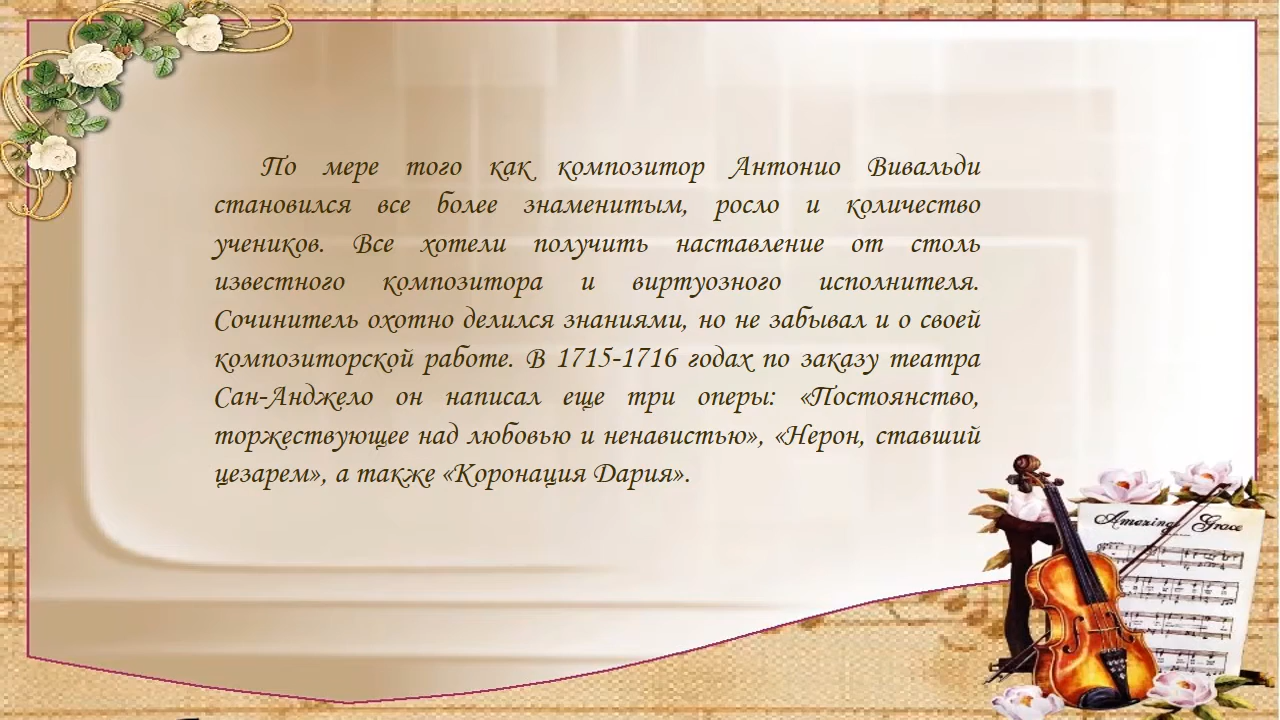 По мере того как композитор Антонио Вивальди
становился все более знаменитым, росло и количество
учеников. Все хотели получить наставление от столь
известного композитора и виртуозного исполнителя.
Сочинитель охотно делился знаниями, но не забывал и о своей
композиторской работе. В 1715-1716 годах по заказу театра
Сан-Анджело он написал еще три оперы: «Постоянство,
торжествующее над любовью и ненавистью», «Нерон, ставший
цезарем», а также «Коронация Дария».
Amazing Grace